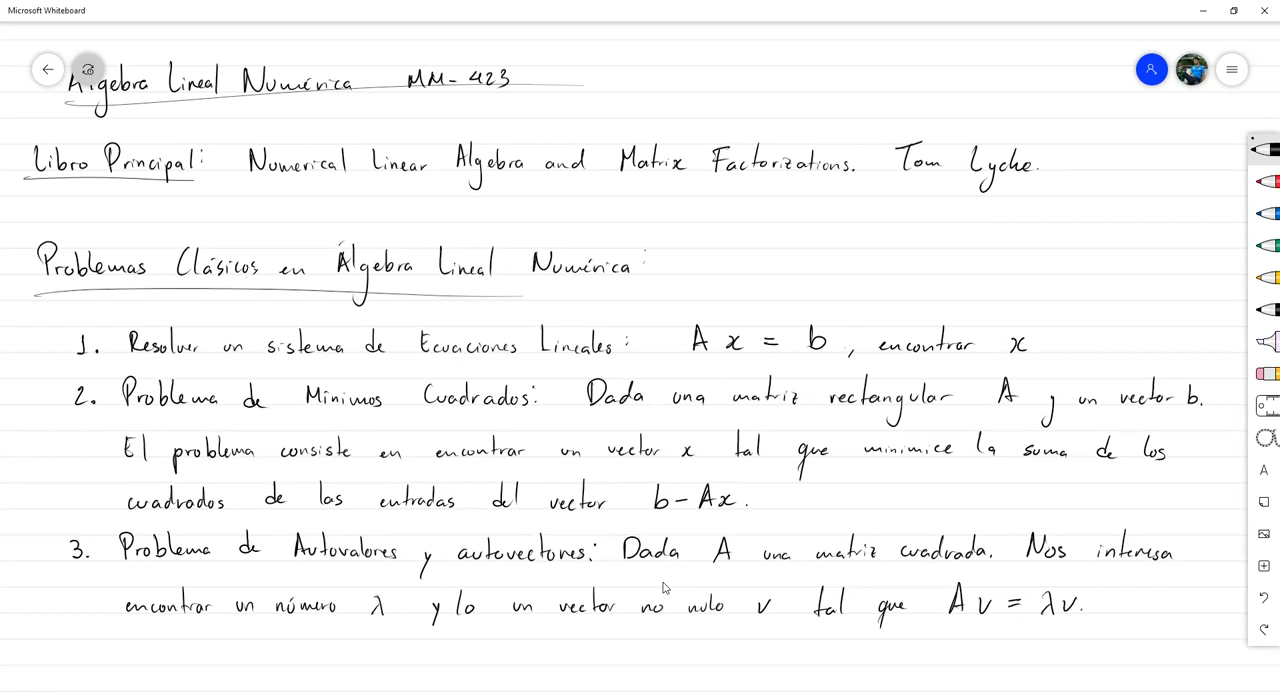 Microsoft Whiteboard
Álgebra Lineal Numérica MM-423
Libro Principal: Numerical Linear Algebra and Matrix Factorizations. Tom Lyche.
Problemas Clásicos en Álgebra Lineal Numérica:
1. Resolver un sistema de Ecuaciones Lineales: A x = b, encontrar x
2. Problema de Mínimos Cuadrados: Dada una matriz rectangular A y un vector b.
El problema consiste en encontrar un vector x tal que minimice la suma de los
cuadrados de las entradas del vector b-Ax.
3. Problema de Autovalores y autovectores: Dada A una matriz cuadrada. Nos interesa
encontrar un número λ y/o un vector no nulo v tal que Av = λv.